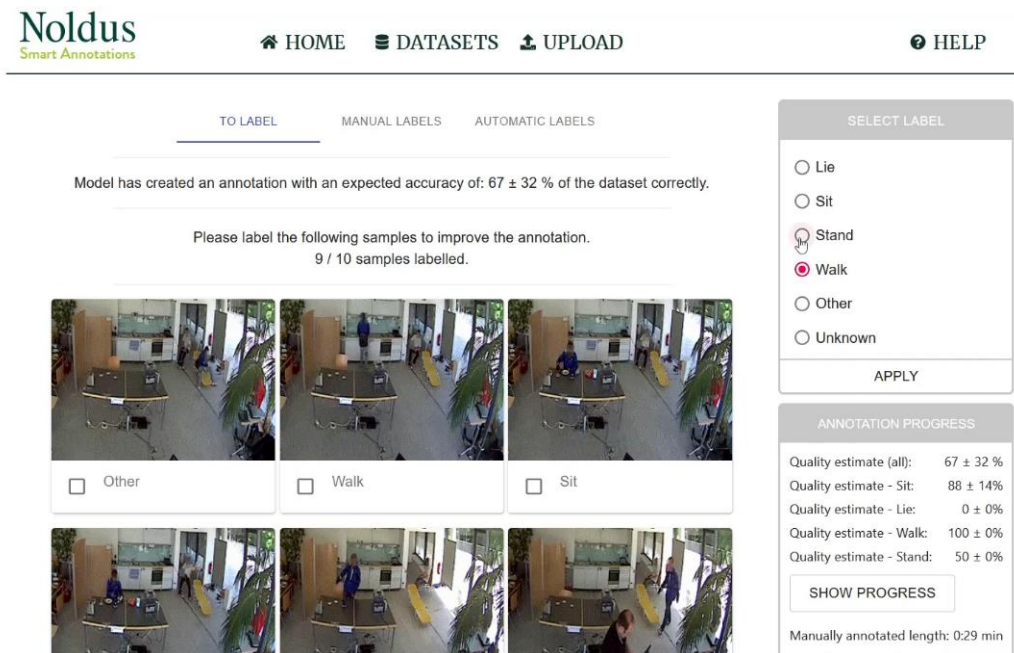 Noldus
Smart Annotations
HOME DATASETS UPLOAD HELP
TO LABEL MANUAL LABELS AUTOMATIC LABELS
Model has created an annotation with an expected accuracy of: 67 ± 32 % of the dataset correctly.
Please label the following samples to improve the annotation.
9 / 10 samples labelled.
Other Walk Sit
SELECT LABEL
Lie
Sit
Stand
Walk
Other
Unknown
APPLY
ANNOTATION PROGRESS
Quality estimate (all): 67 ± 32 %
Quality estimate - Sit: 88 ± 14%
Quality estimate - Lie: 0 ± 0%
Quality estimate - Walk: 100 ± 0%
Quality estimate - Stand: 50 ± 0%
SHOW PROGRESS
Manually annotated length: 0:29 min